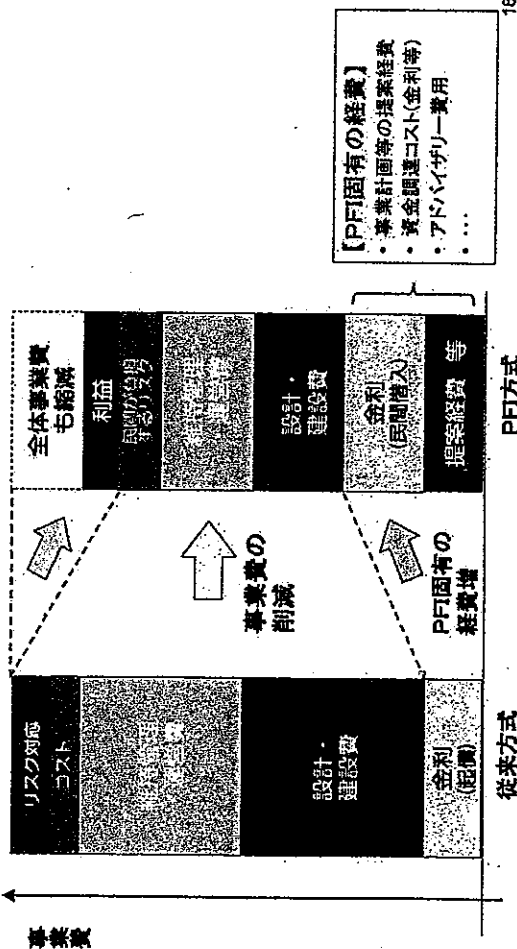 事業費
リスク対応
コスト
設計・
建設費
金利
(起債)
従来方式
事業費の
削減
PFI固有の
経費増
全体事業費
も縮減
利益
民間が負担
するリスク
設計・
建設費
金利
(民間借入)
提案経費 等
PFI方式
【PFI固有の経費】
・事業計画等の提案経費
・資金調達コスト(金利等)
・アドバイザリー費用
・...
18